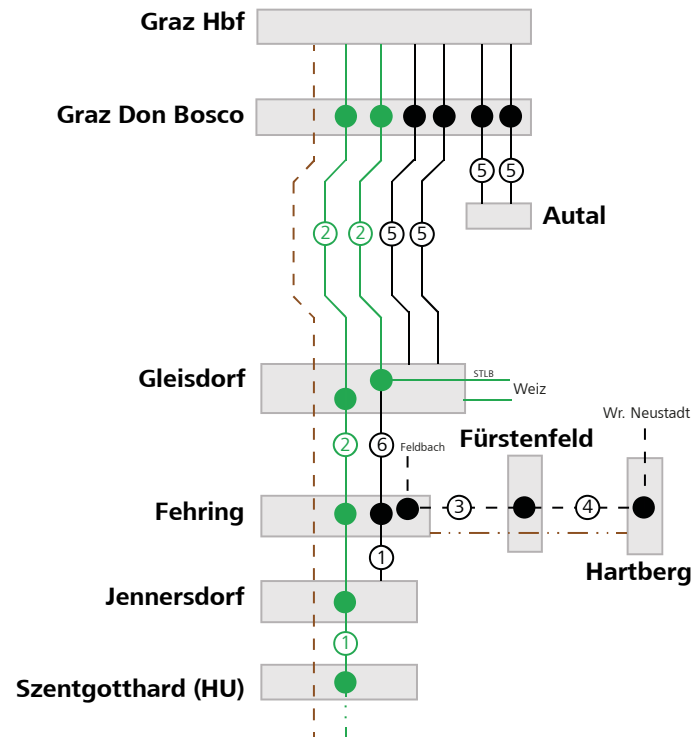 Graz Hbf
Graz Don Bosco
5 5
Autal
2 2 5 5
Gleisdorf
STLB
Weiz
2 6
Feldbach
Fürstenfeld
Wr. Neustadt
Fehring
3 4
1
Hartberg
Jennersdorf
1
Szentgotthard (HU)